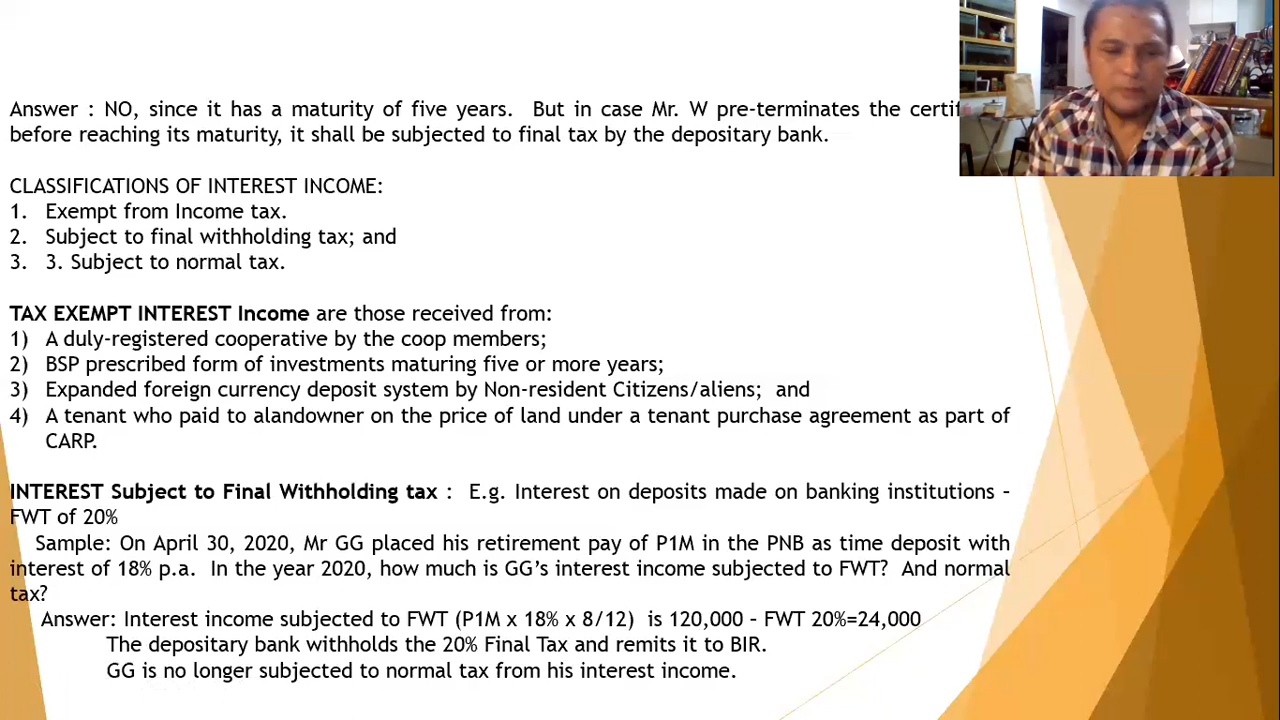 Answer : NO, since it has a maturity of five years. But in case Mr. W pre-terminates the
before reaching its maturity, it shall be subjected to final tax by the depositary bank.
CLASSIFICATIONS OF INTEREST INCOME:
1. Exempt from Income tax.
2. Subject to final withholding tax; and
3. 3. Subject to normal tax.
TAX EXEMPT INTEREST Income are those received from:
1) A duly-registered cooperative by the coop members;
2) BSP prescribed form of investments maturing five or more years;
3) Expanded foreign currency deposit system by Non-resident Citizens/aliens; and
4) A tenant who paid to alandowner on the price of land under a tenant purchase agreement as part of
CARP.
INTEREST Subject to Final Withholding tax : E.g. Interest on deposits made on banking institutions –
FWT of 20%
Sample: On April 30, 2020, Mr GG placed his retirement pay of P1M in the PNB as time deposit with
interest of 18% p.a. In the year 2020, how much is GG's interest income subjected to FWT? And normal
tax?
Answer: Interest income subjected to FWT (P1M x 18% x 8/12) is 120,000 – FWT 20%=24,000
The depositary bank withholds the 20% Final Tax and remits it to BIR.
GG is no longer subjected to normal tax from his interest income.